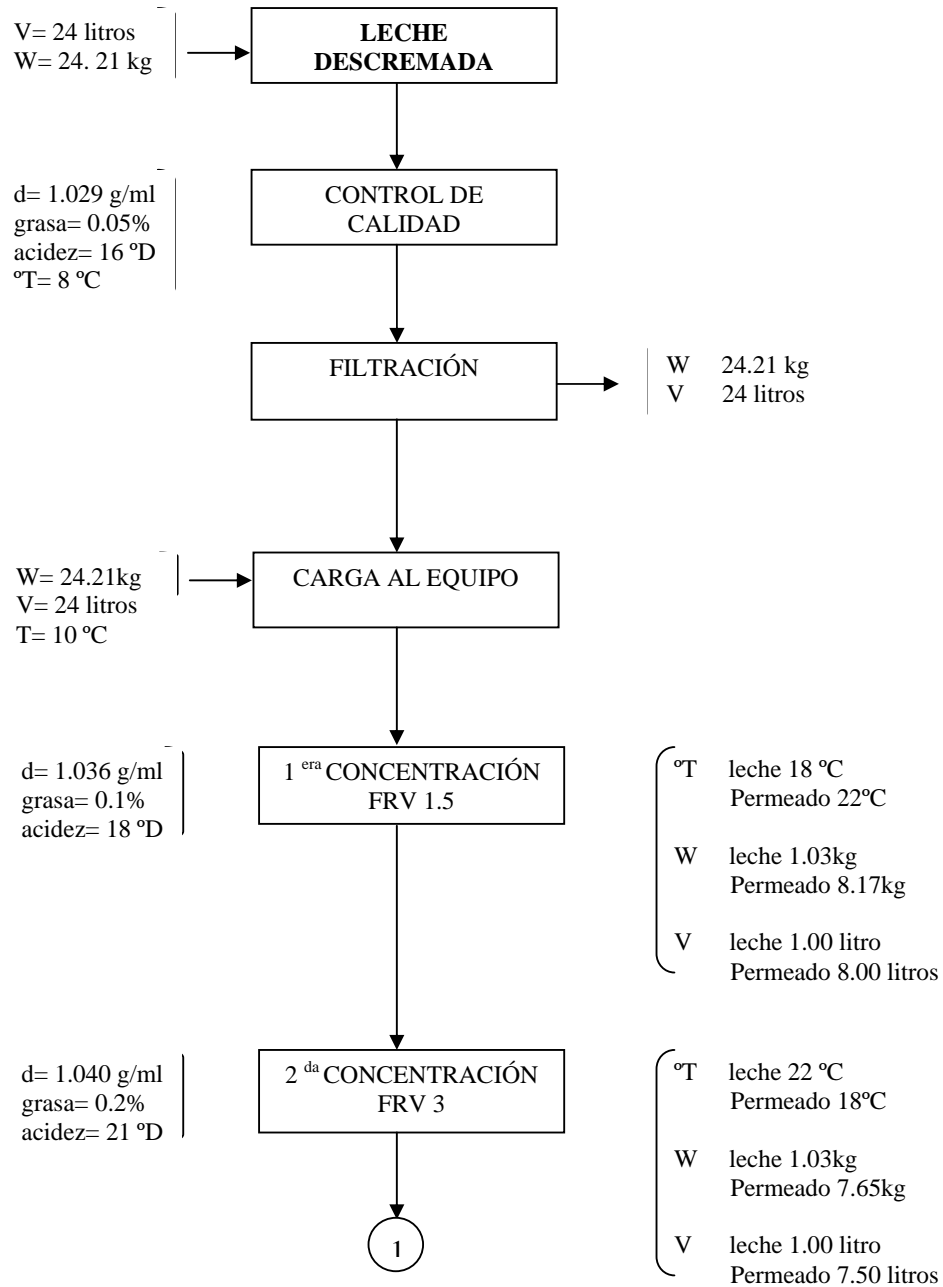 V= 24 litros
W= 24. 21 kg
LECHE
DESCREMADA
d= 1.029 g/ml
grasa= 0.05%
acidez= 16 ºD
ºT= 8 ºC
CONTROL DE
CALIDAD
FILTRACIÓN
W 24.21 kg
V 24 litros
W= 24.21kg
V= 24 litros
T= 10 ºC
CARGA AL EQUIPO
d= 1.036 g/ml
grasa= 0.1%
acidez= 18 ºD
1 era CONCENTRACIÓN
FRV 1.5
ºT leche 18 ºC
Permeado 22ºC
W leche 1.03kg
Permeado 8.17kg
V leche 1.00 litro
Permeado 8.00 litros
d= 1.040 g/ml
grasa= 0.2%
acidez= 21 ºD
2 da CONCENTRACIÓN
FRV 3
ºT leche 22 ºC
Permeado 18ºC
W leche 1.03kg
Permeado 7.65kg
V leche 1.00 litro
Permeado 7.50 litros
1